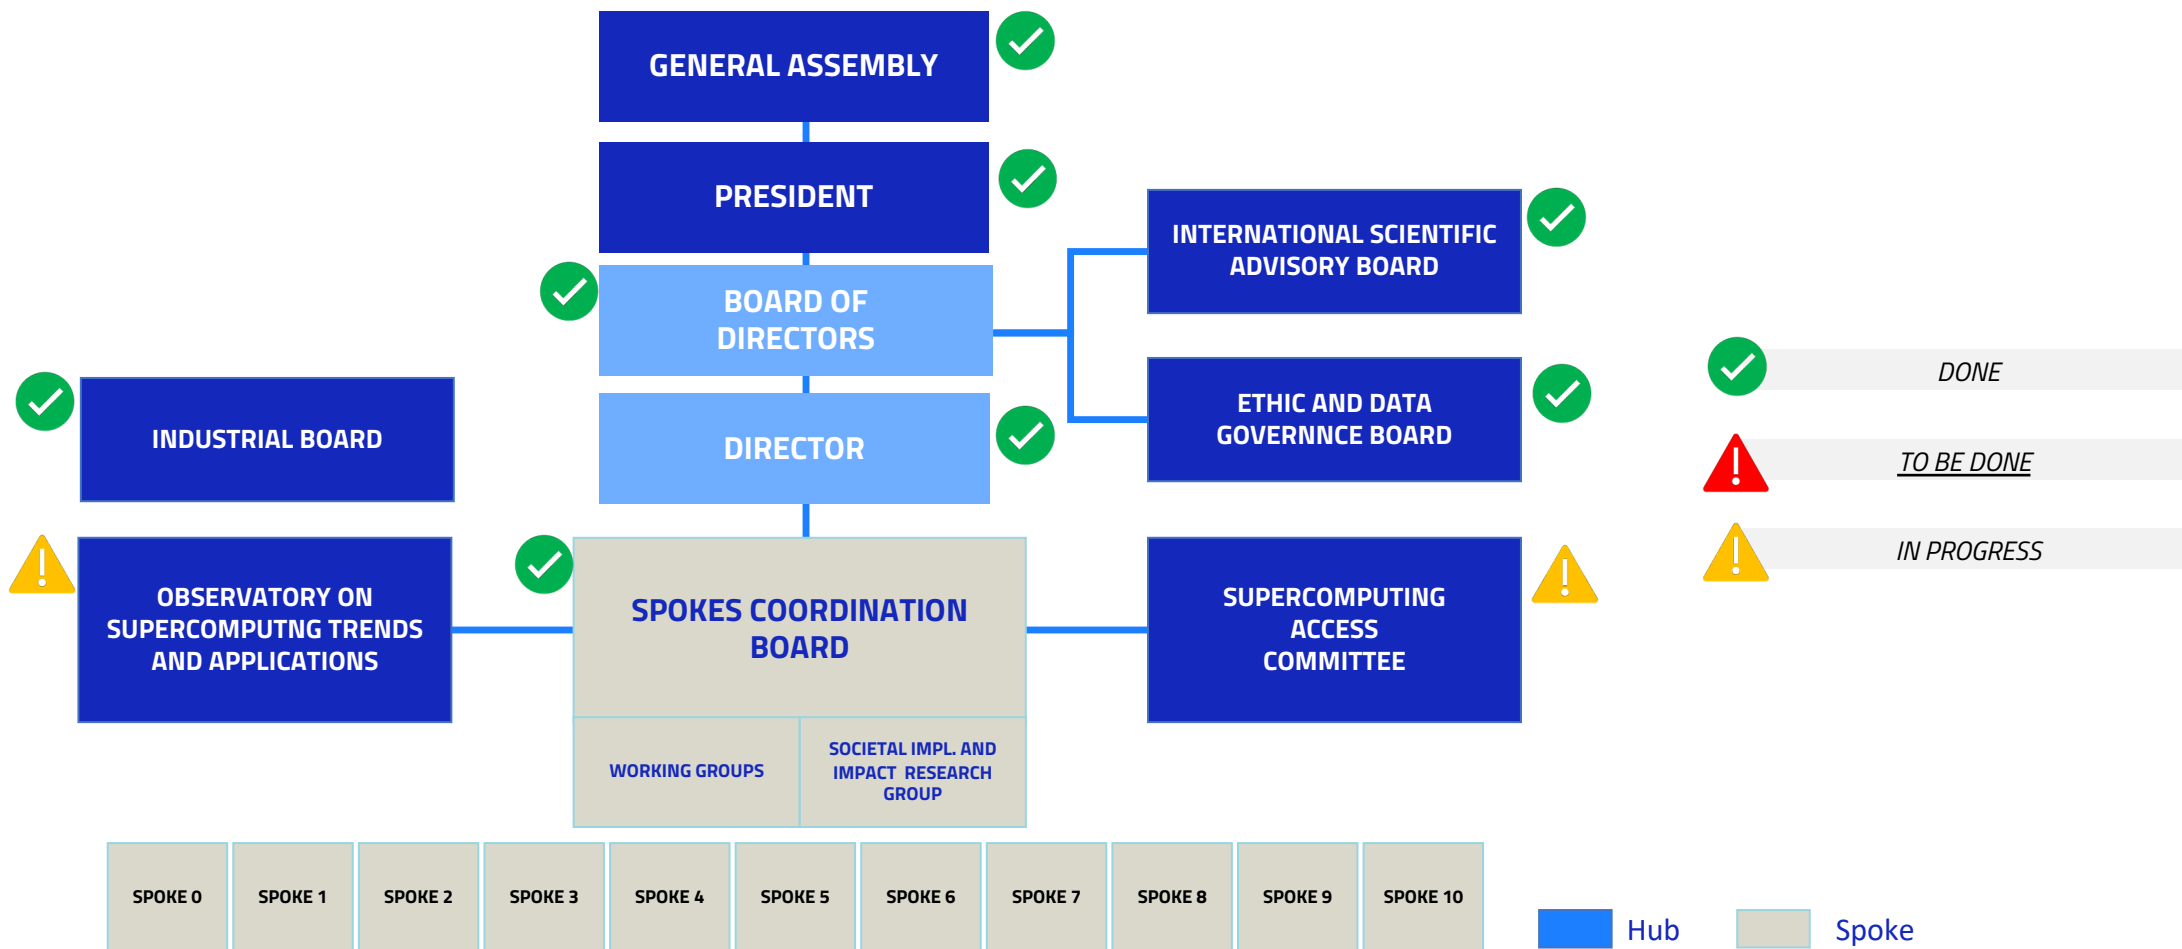 GENERAL ASSEMBLY
PRESIDENT
BOARD OF
DIRECTORS
DIRECTOR
INTERNATIONAL SCIENTIFIC
ADVISORY BOARD
ETHIC AND DATA
GOVERNNCE BOARD
INDUSTRIAL BOARD
OBSERVATORY ON
SUPERCOMPUTNG TRENDS
AND APPLICATIONS
SPOKES COORDINATION
BOARD
SUPERCOMPUTING
ACCESS
COMMITTEE
WORKING GROUPS
SOCIETAL IMPL. AND
IMPACT RESEARCH
GROUP
SPOKE 0
SPOKE 1
SPOKE 2
SPOKE 3
SPOKE 4
SPOKE 5
SPOKE 6
SPOKE 7
SPOKE 8
SPOKE 9
SPOKE 10
DONE
TO BE DONE
IN PROGRESS
Hub
Spoke